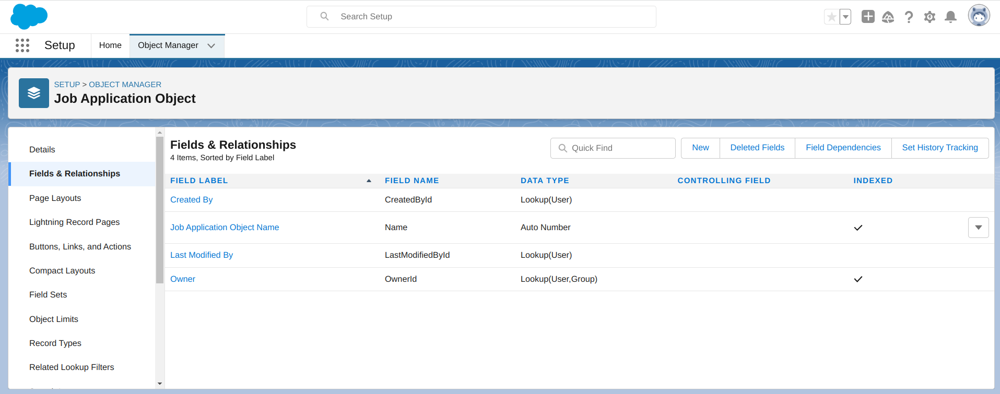 Search Setup
Setup
Home
Object Manager
SETUP > OBJECT MANAGER
Job Application Object
Details
Fields & Relationships
Page Layouts
Lightning Record Pages
Buttons, Links, and Actions
Compact Layouts
Field Sets
Object Limits
Record Types
Related Lookup Filters
Fields & Relationships
4 Items, Sorted by Field Label
Quick Find
New
Deleted Fields
Field Dependencies
Set History Tracking
FIELD LABEL FIELD NAME DATA TYPE CONTROLLING FIELD INDEXED
Created By CreatedById Lookup(User)
Job Application Object Name Name Auto Number
Last Modified By LastModifiedById Lookup(User)
Owner OwnerId Lookup(User,Group)